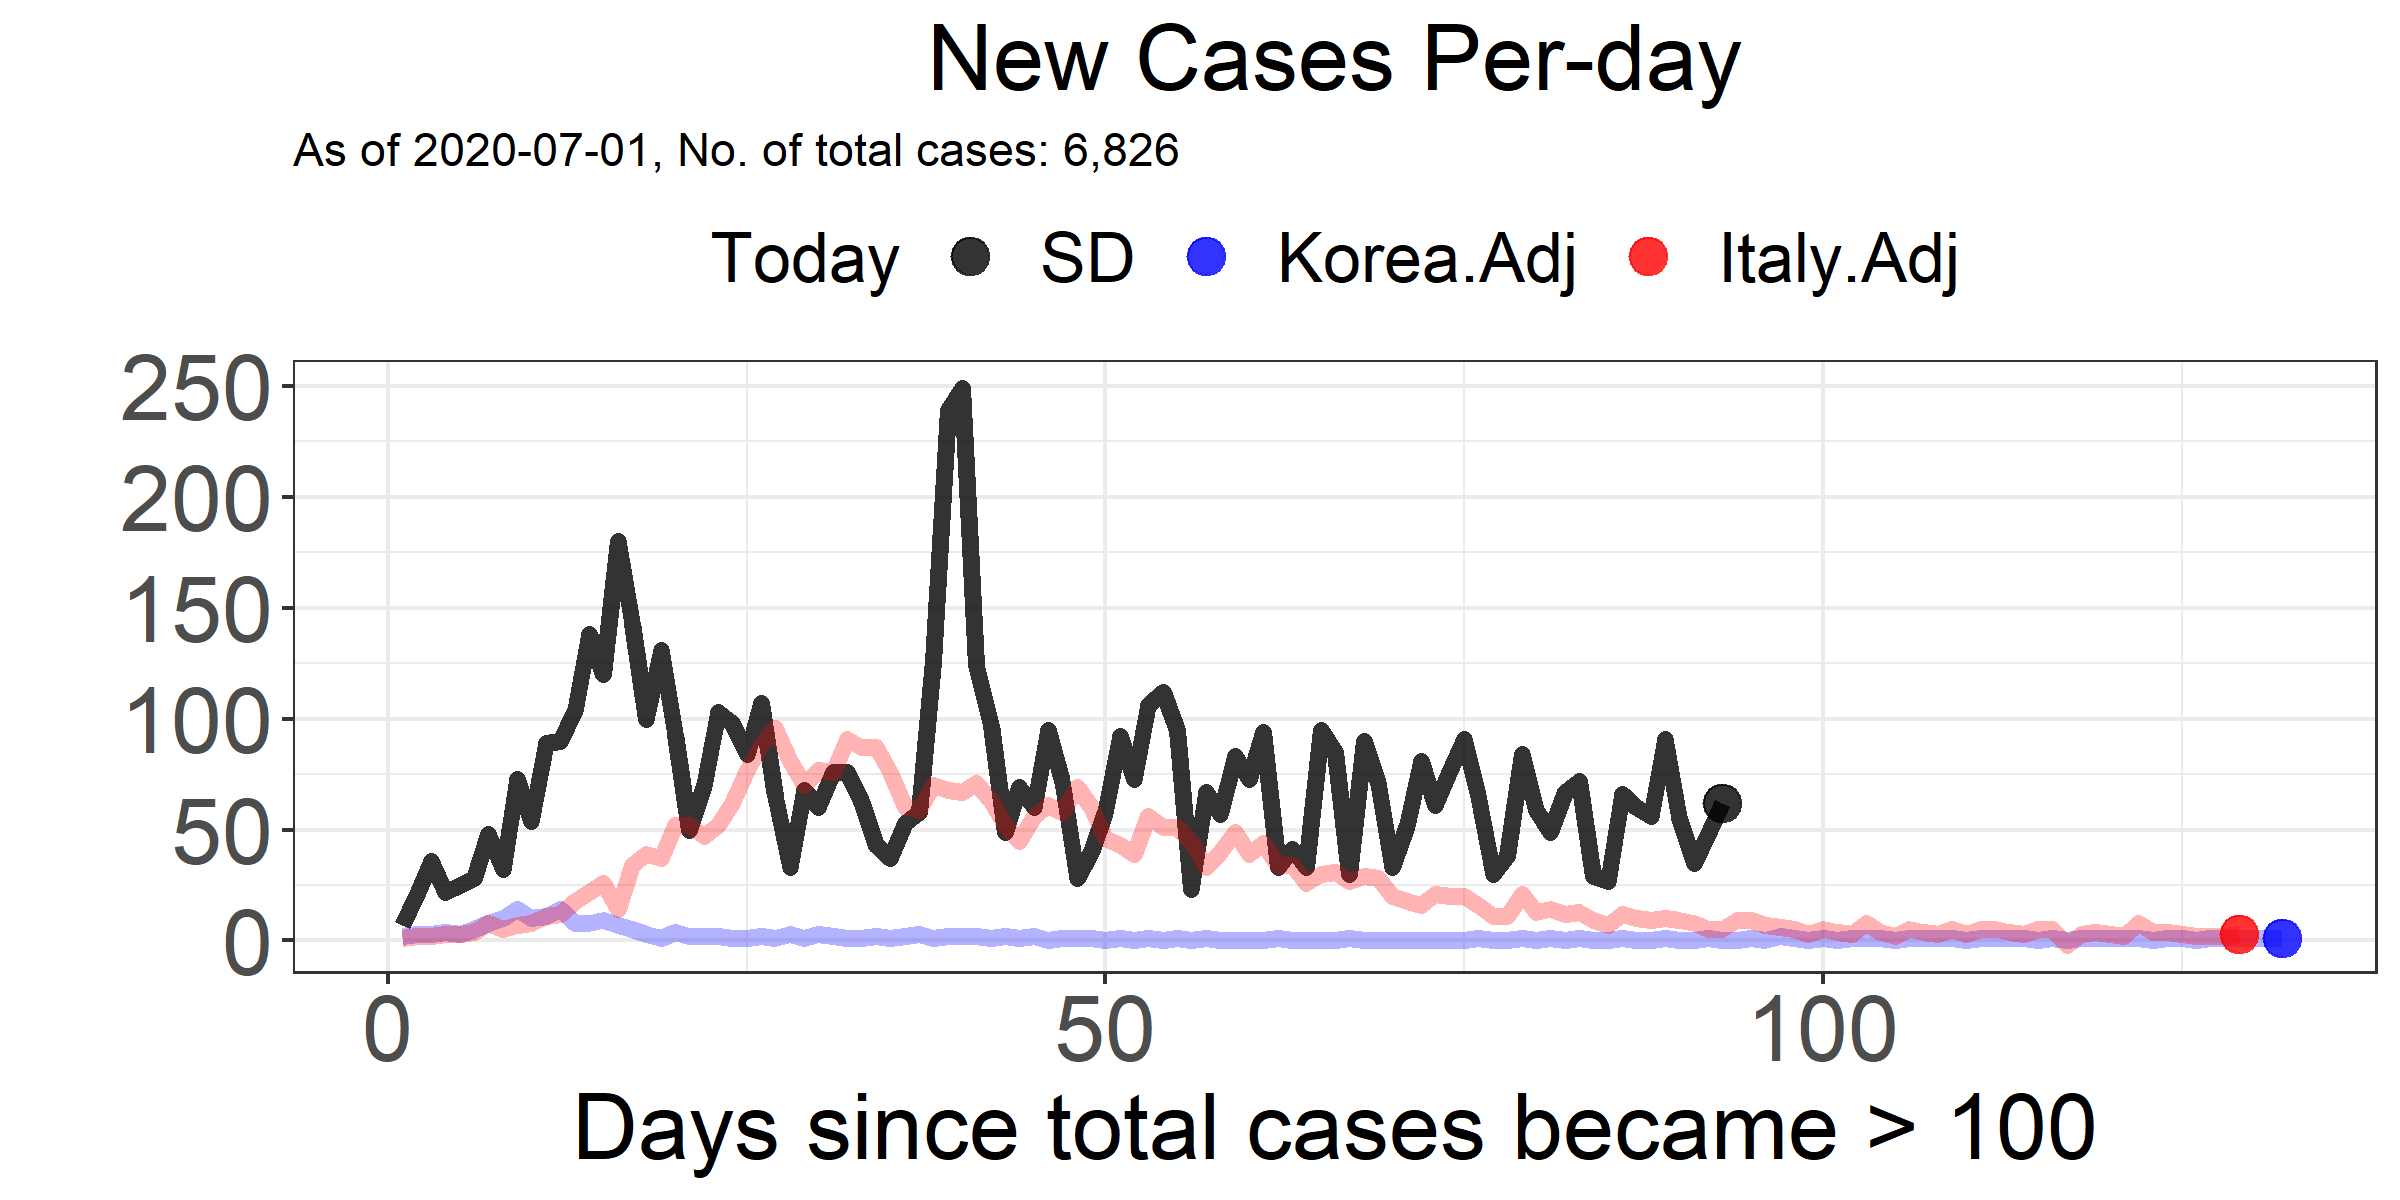 New Cases Per-day
As of 2020-07-01, No. of total cases: 6,826
Today SD Korea.Adj Italy.Adj
250
200
150
100
50
0
0 50 100
Days since total cases became > 100